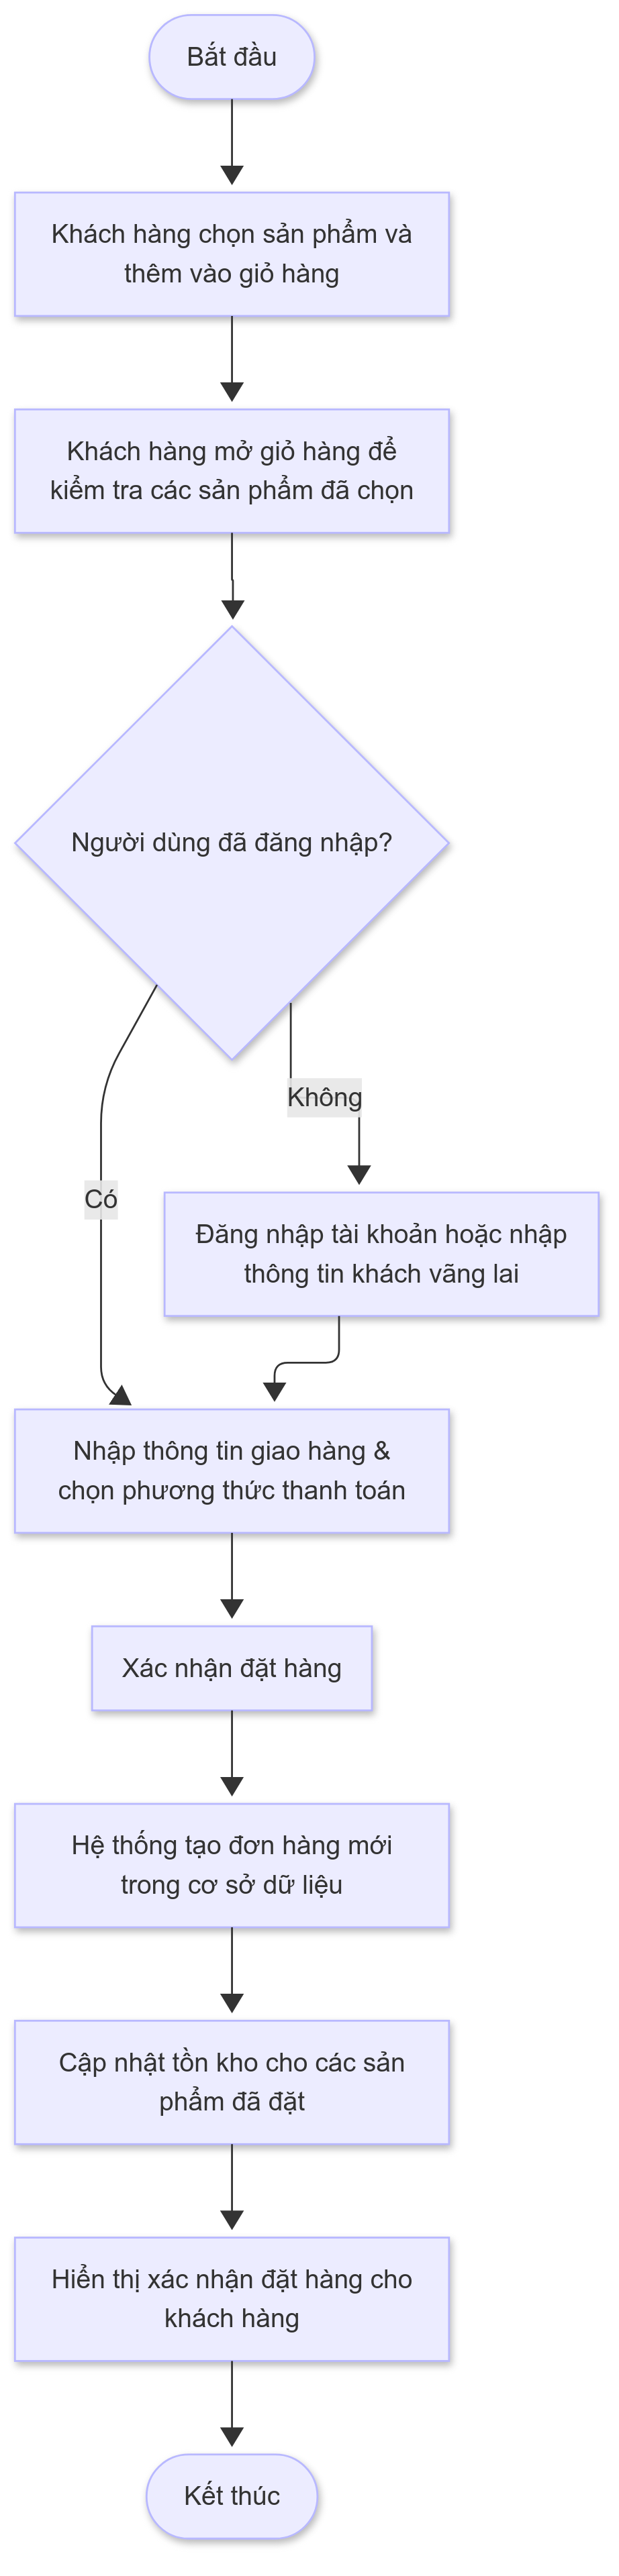 Bắt đầu
Khách hàng chọn sản phẩm và
thêm vào giỏ hàng
Khách hàng mở giỏ hàng để
kiểm tra các sản phẩm đã chọn
Người dùng đã đăng nhập?
Không
Có
Đăng nhập tài khoản hoặc nhập
thông tin khách vãng lai
Nhập thông tin giao hàng &
chọn phương thức thanh toán
Xác nhận đặt hàng
Hệ thống tạo đơn hàng mới
trong cơ sở dữ liệu
Cập nhật tồn kho cho các sản
phẩm đã đặt
Hiển thị xác nhận đặt hàng cho
khách hàng
Kết thúc